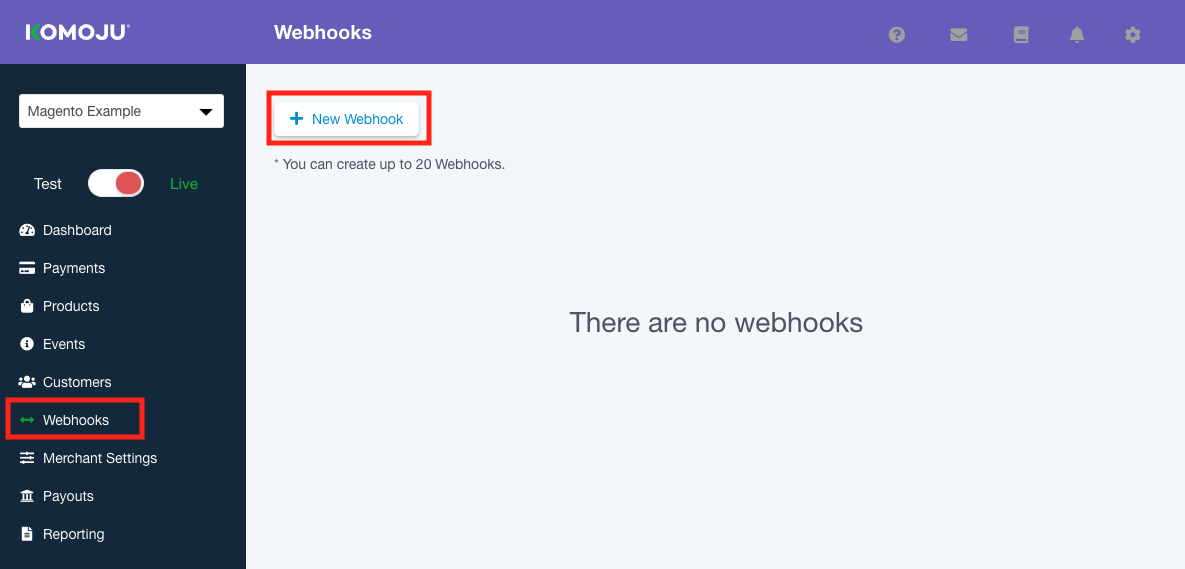 KOMOJU
Webhooks
Magento Example
Test Live
Dashboard
Payments
Products
Events
Customers
Webhooks
Merchant Settings
Payouts
Reporting
+ New Webhook
* You can create up to 20 Webhooks.
There are no webhooks